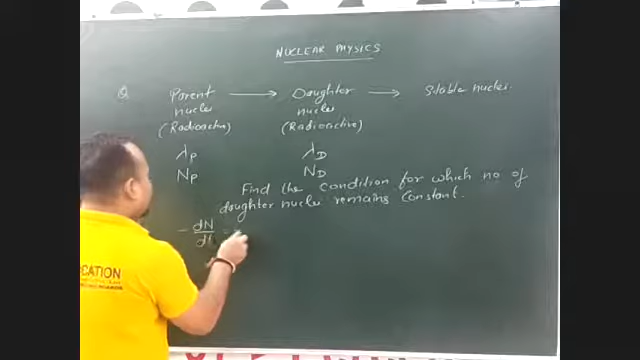 NUCLEAR PHYSICS
Q Parent → Daughter → Stable nuclei
nuclei nuclei
(Radioactive) (Radioactive)
λP λD
NP ND
Find the condition for which no of
daughter nuclei remains constant.
- dN/dt =
CATION